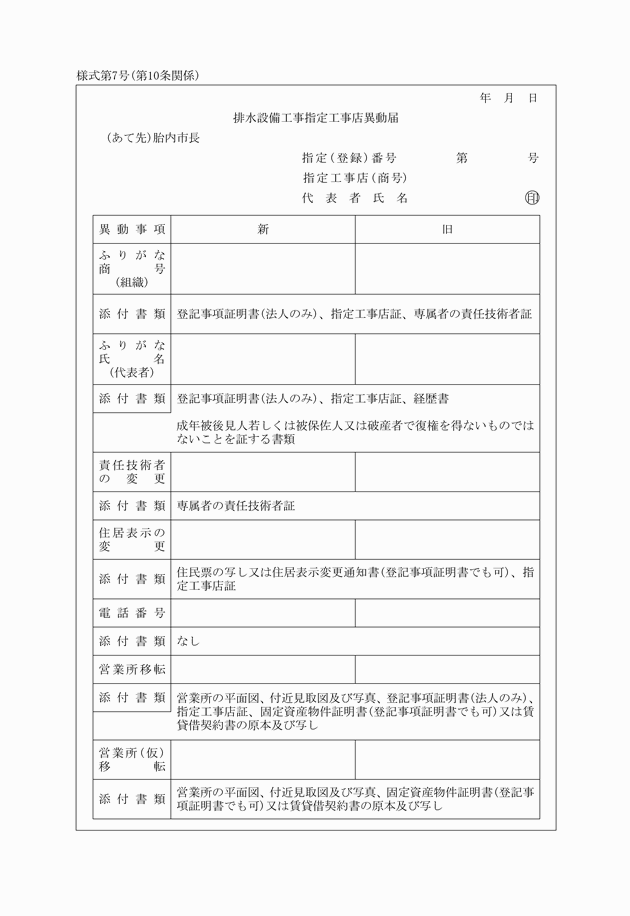 様式第7号(第10条関係)
年 月 日
排水設備工事指定工事店異動届
(あて先)胎内市長
指定(登録)番号 第 号
指定工事店(商号)
代表者氏名 ㊞
異動事項 新 旧
ふりがな
商号
(組織)
添付書類 登記事項証明書(法人のみ)、指定工事店証、専属者の責任技術者証
ふりがな
氏名
(代表者)
添付書類 登記事項証明書(法人のみ)、指定工事店証、経歴書
成年被後見人若しくは被保佐人又は破産者で復権を得ないものでは
ないことを証する書類
責任技術者
の変更
添付書類 専属者の責任技術者証
住居表示の
変更
添付書類 住民票の写し又は住居表示変更通知書(登記事項証明書でも可)、指
定工事店証
電話番号
添付書類 なし
営業所移転
添付書類 営業所の平面図、付近見取図及び写真、登記事項証明書(法人のみ)、
指定工事店証、固定資産物件証明書(登記事項証明書でも可)又は賃
貸借契約書の原本及び写し
営業所(仮)
移転
添付書類 営業所の平面図、付近見取図及び写真、固定資産物件証明書(登記事
項証明書でも可)又は賃貸借契約書の原本及び写し